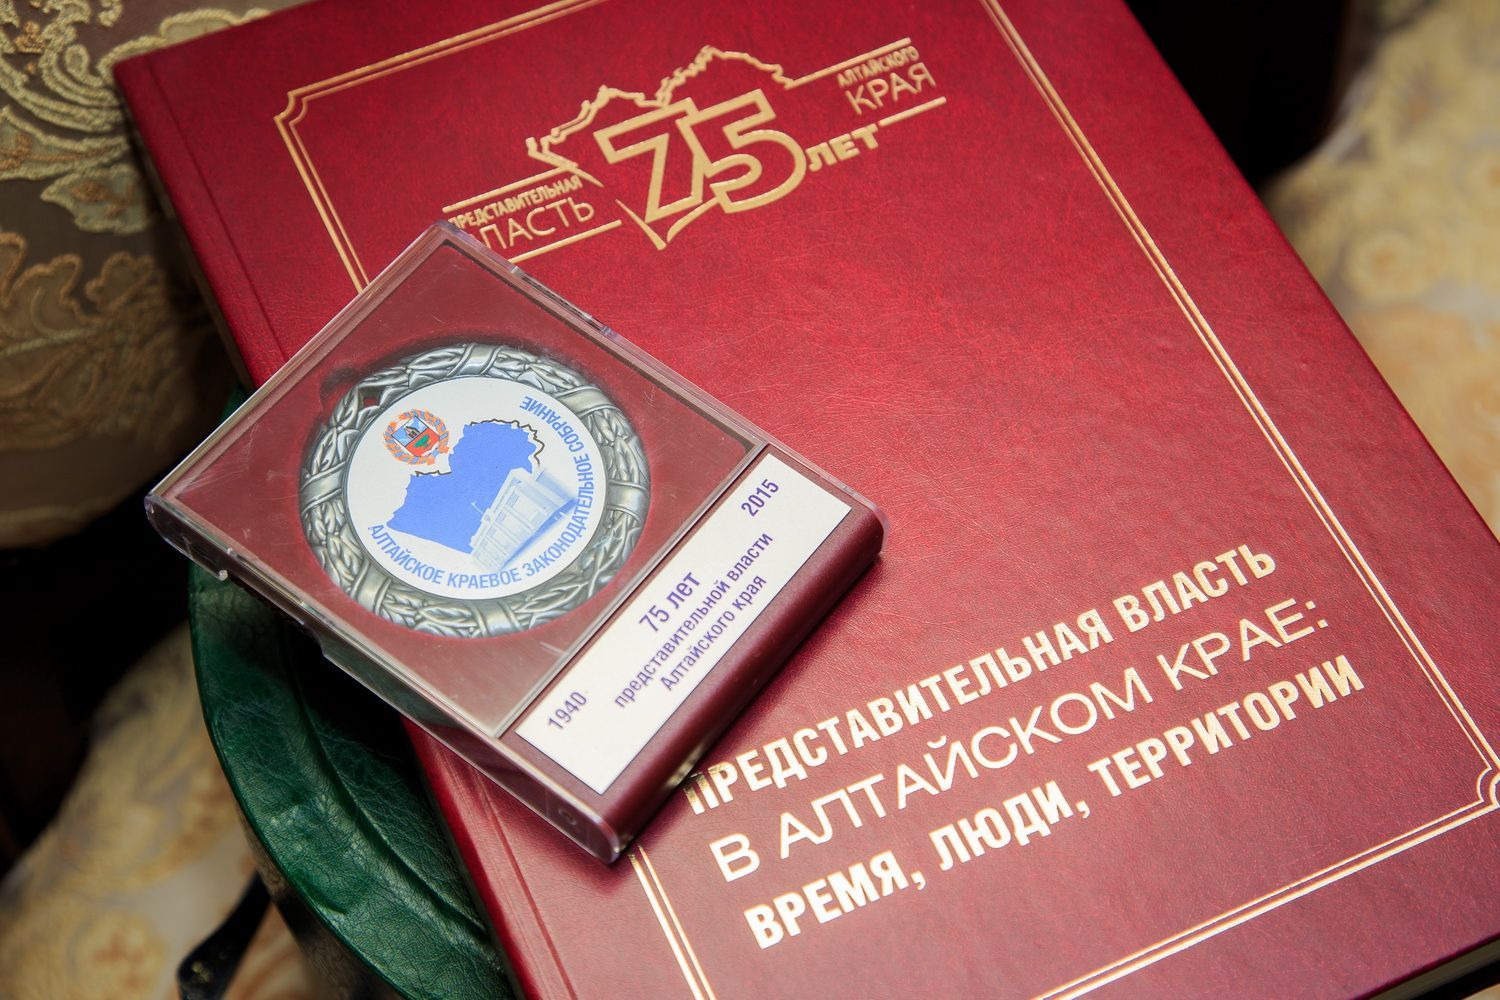 ПРЕДСТАВИТЕЛЬНАЯ
ВЛАСТЬ
75 ЛЕТ
АЛТАЙСКОГО
КРАЯ
АЛТАЙСКОЕ КРАЕВОЕ ЗАКОНОДАТЕЛЬНОЕ СОБРАНИЕ
1940
75 лет
представительной власти
Алтайского края
2015
ПРЕДСТАВИТЕЛЬНАЯ ВЛАСТЬ
В АЛТАЙСКОМ КРАЕ:
ВРЕМЯ, ЛЮДИ, ТЕРРИТОРИИ